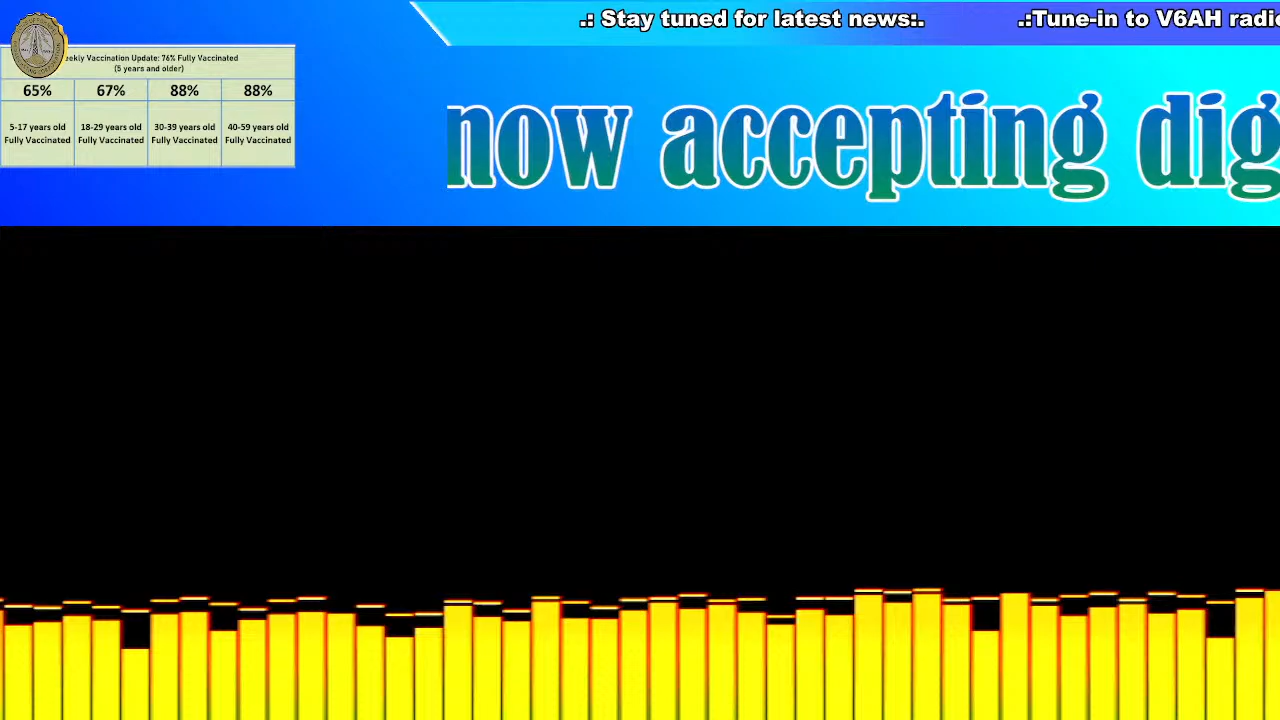 .: Stay tuned for latest news:.
.:Tune-in to V6AH radio
ekly Vaccination Update: 76% Fully Vaccinated
(5 years and older)
65% 67% 88% 88%
5-17 years old 18-29 years old 30-39 years old 40-59 years old
Fully Vaccinated Fully Vaccinated Fully Vaccinated Fully Vaccinated
now accepting dig